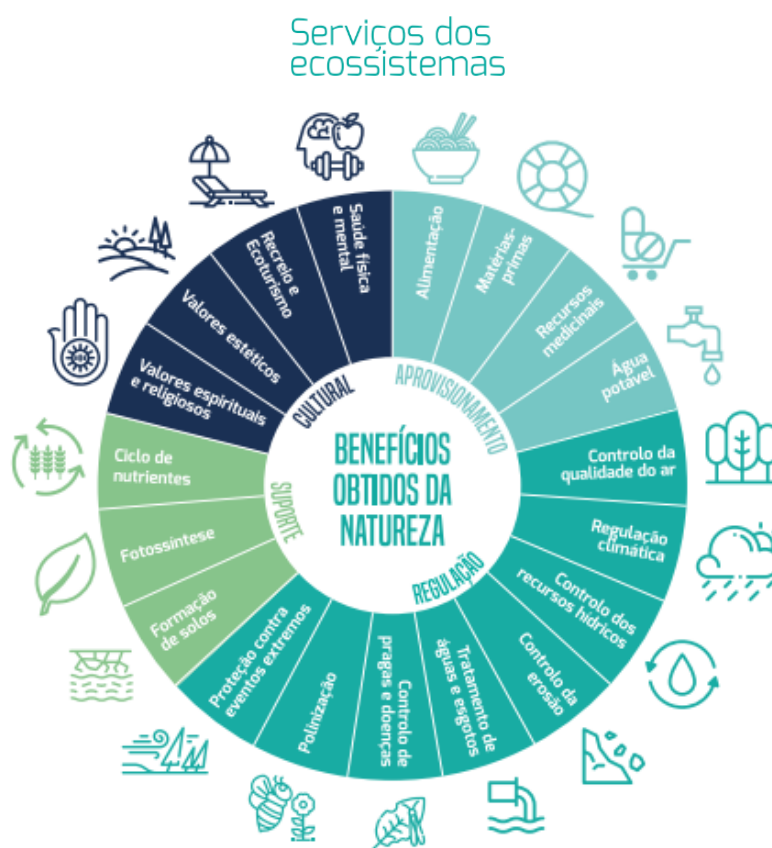 Serviços dos
ecossistemas
Saúde física
e mental
Recreio e
Ecoturismo
Valores estéticos
Valores espirituais
e religiosos
CULTURAL
Alimentação
Matérias-
primas
Recursos
medicinais
Água
potável
APROVISIONAMENTO
Controlo da
qualidade do ar
Regulação
climática
Controlo dos
recursos hídricos
Controlo da
erosão
Tratamento de
águas e esgotos
Controlo de
pragas e doenças
Polinização
Proteção contra
eventos extremos
REGULAÇÃO
Formação
de solos
Fotossíntese
Ciclo de
nutrientes
SUPORTE
BENEFÍCIOS
OBTIDOS DA
NATUREZA